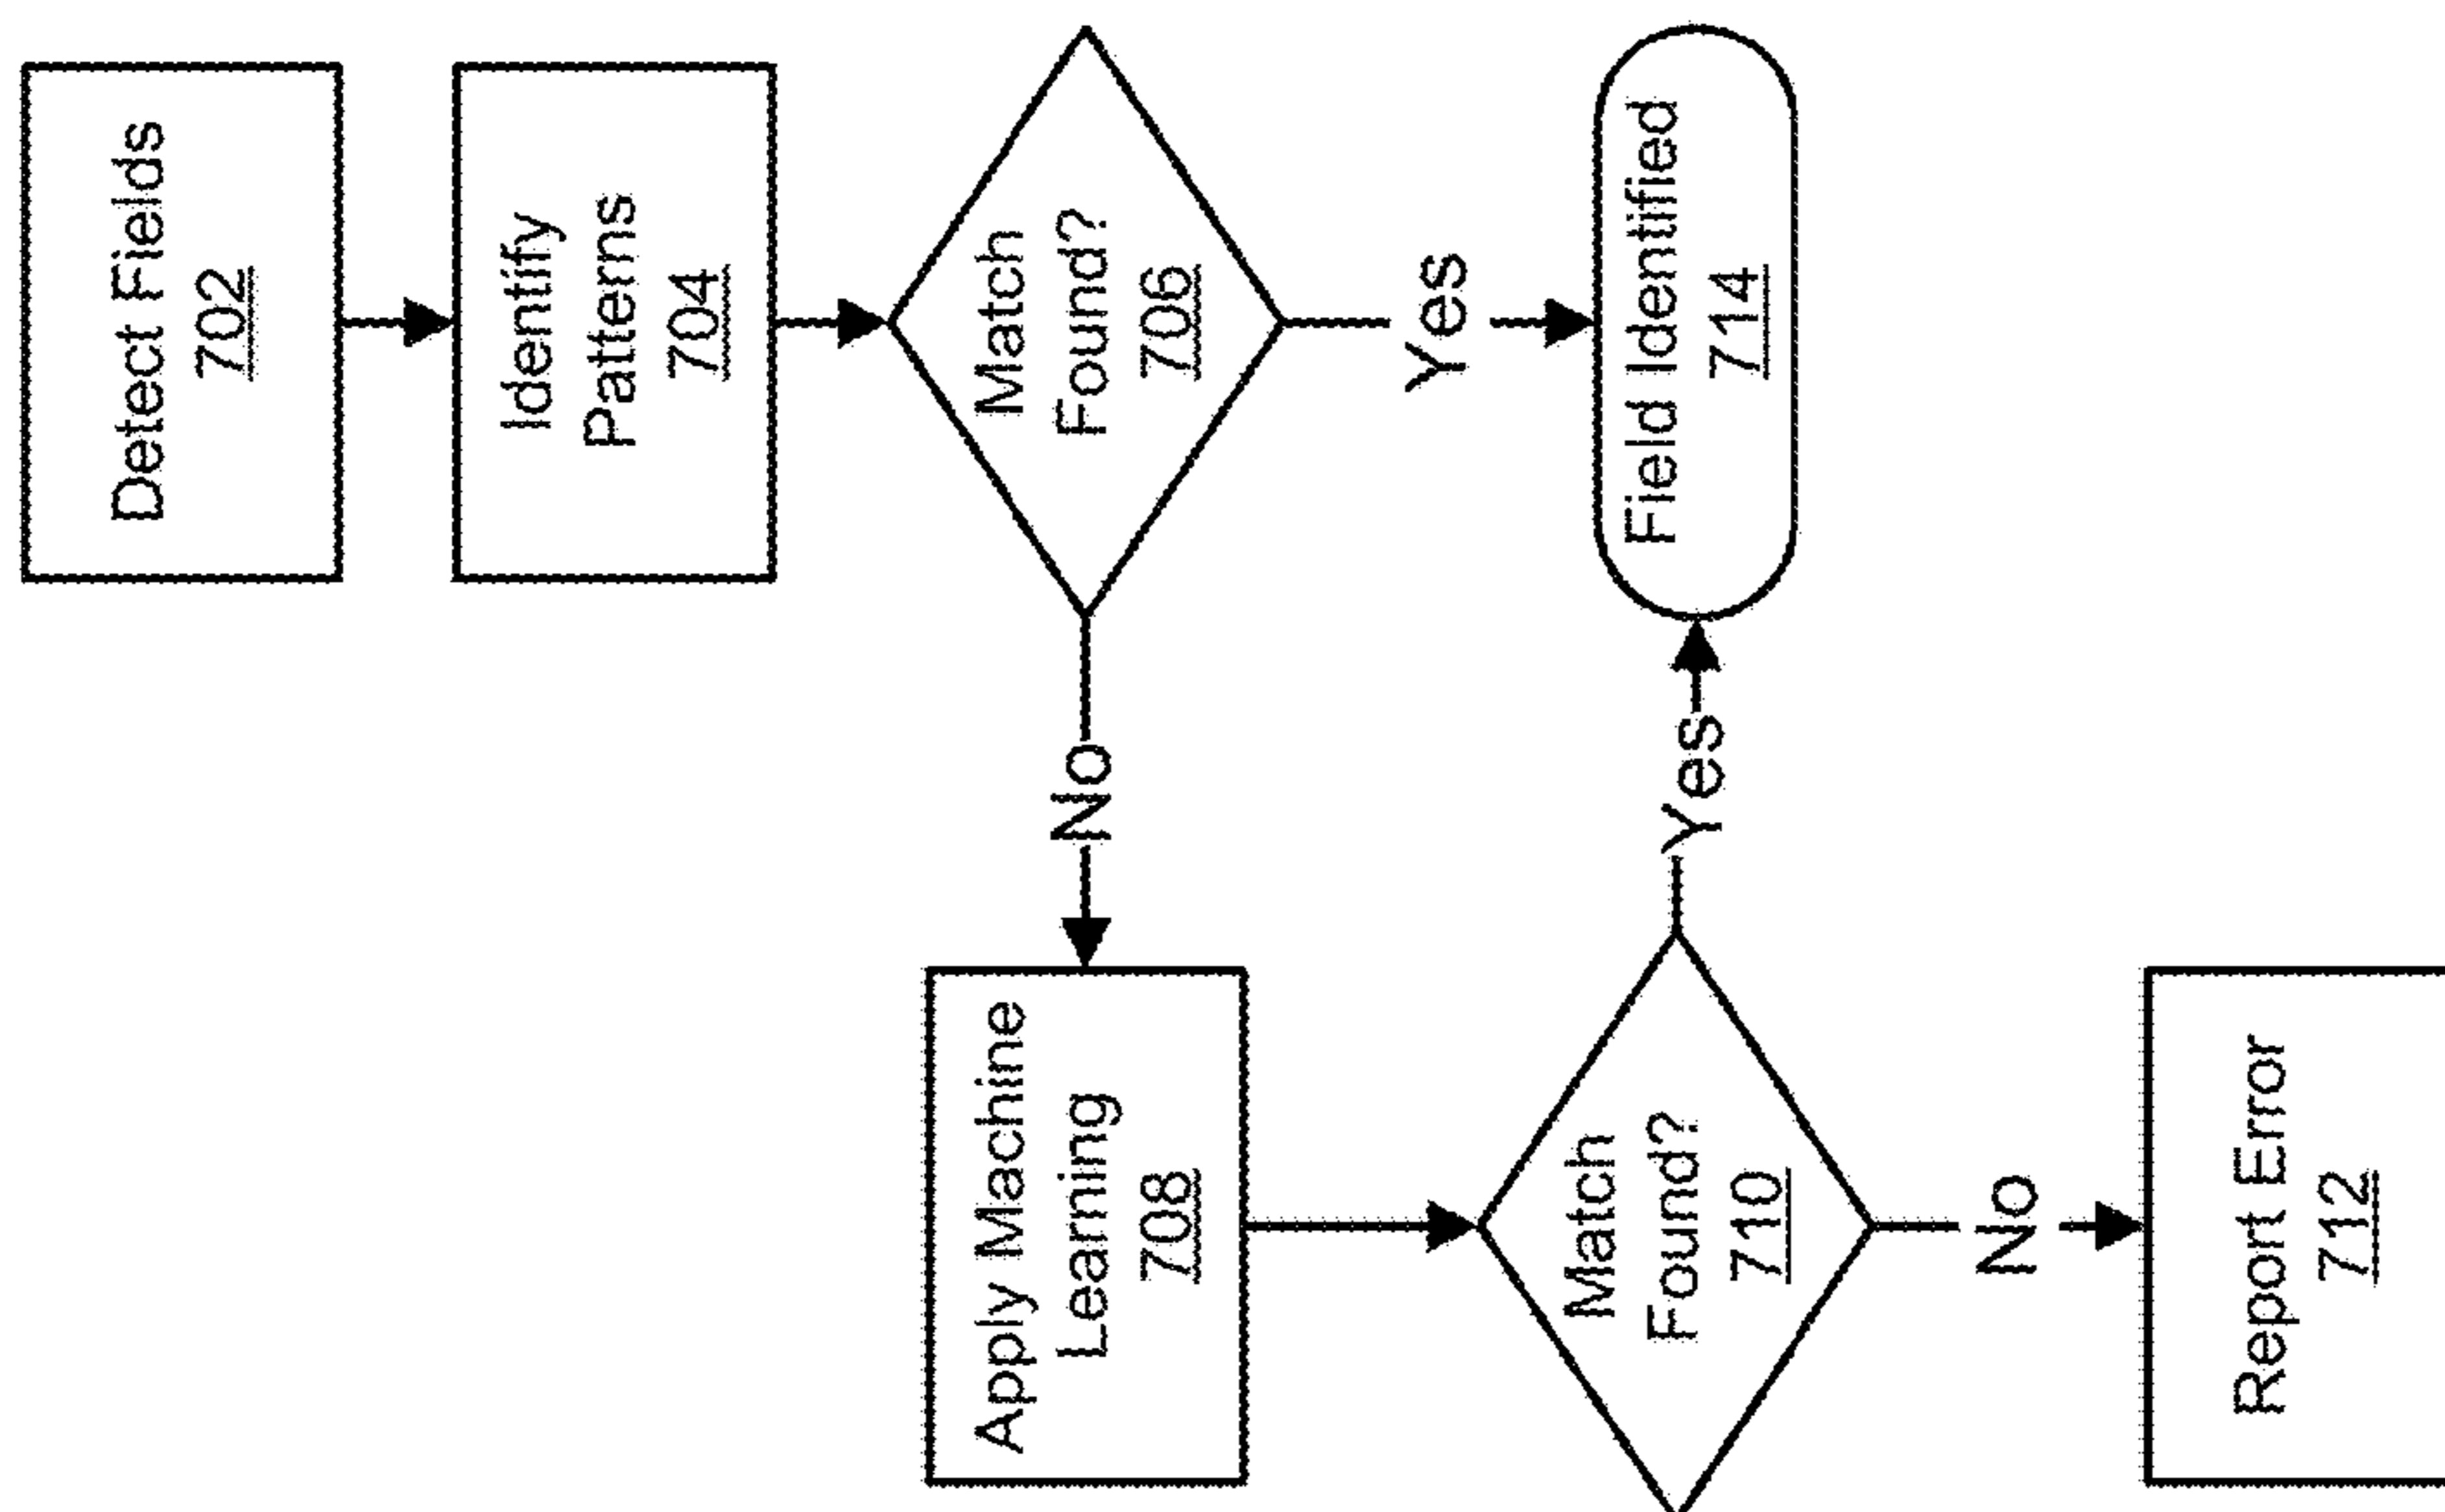 Detect Fields
702
Identify
Patterns
704
Match
Found?
706
No
Yes
Apply Machine
Learning
708
Match
Found?
710
Yes
Field Identified
714
No
Report Error
712